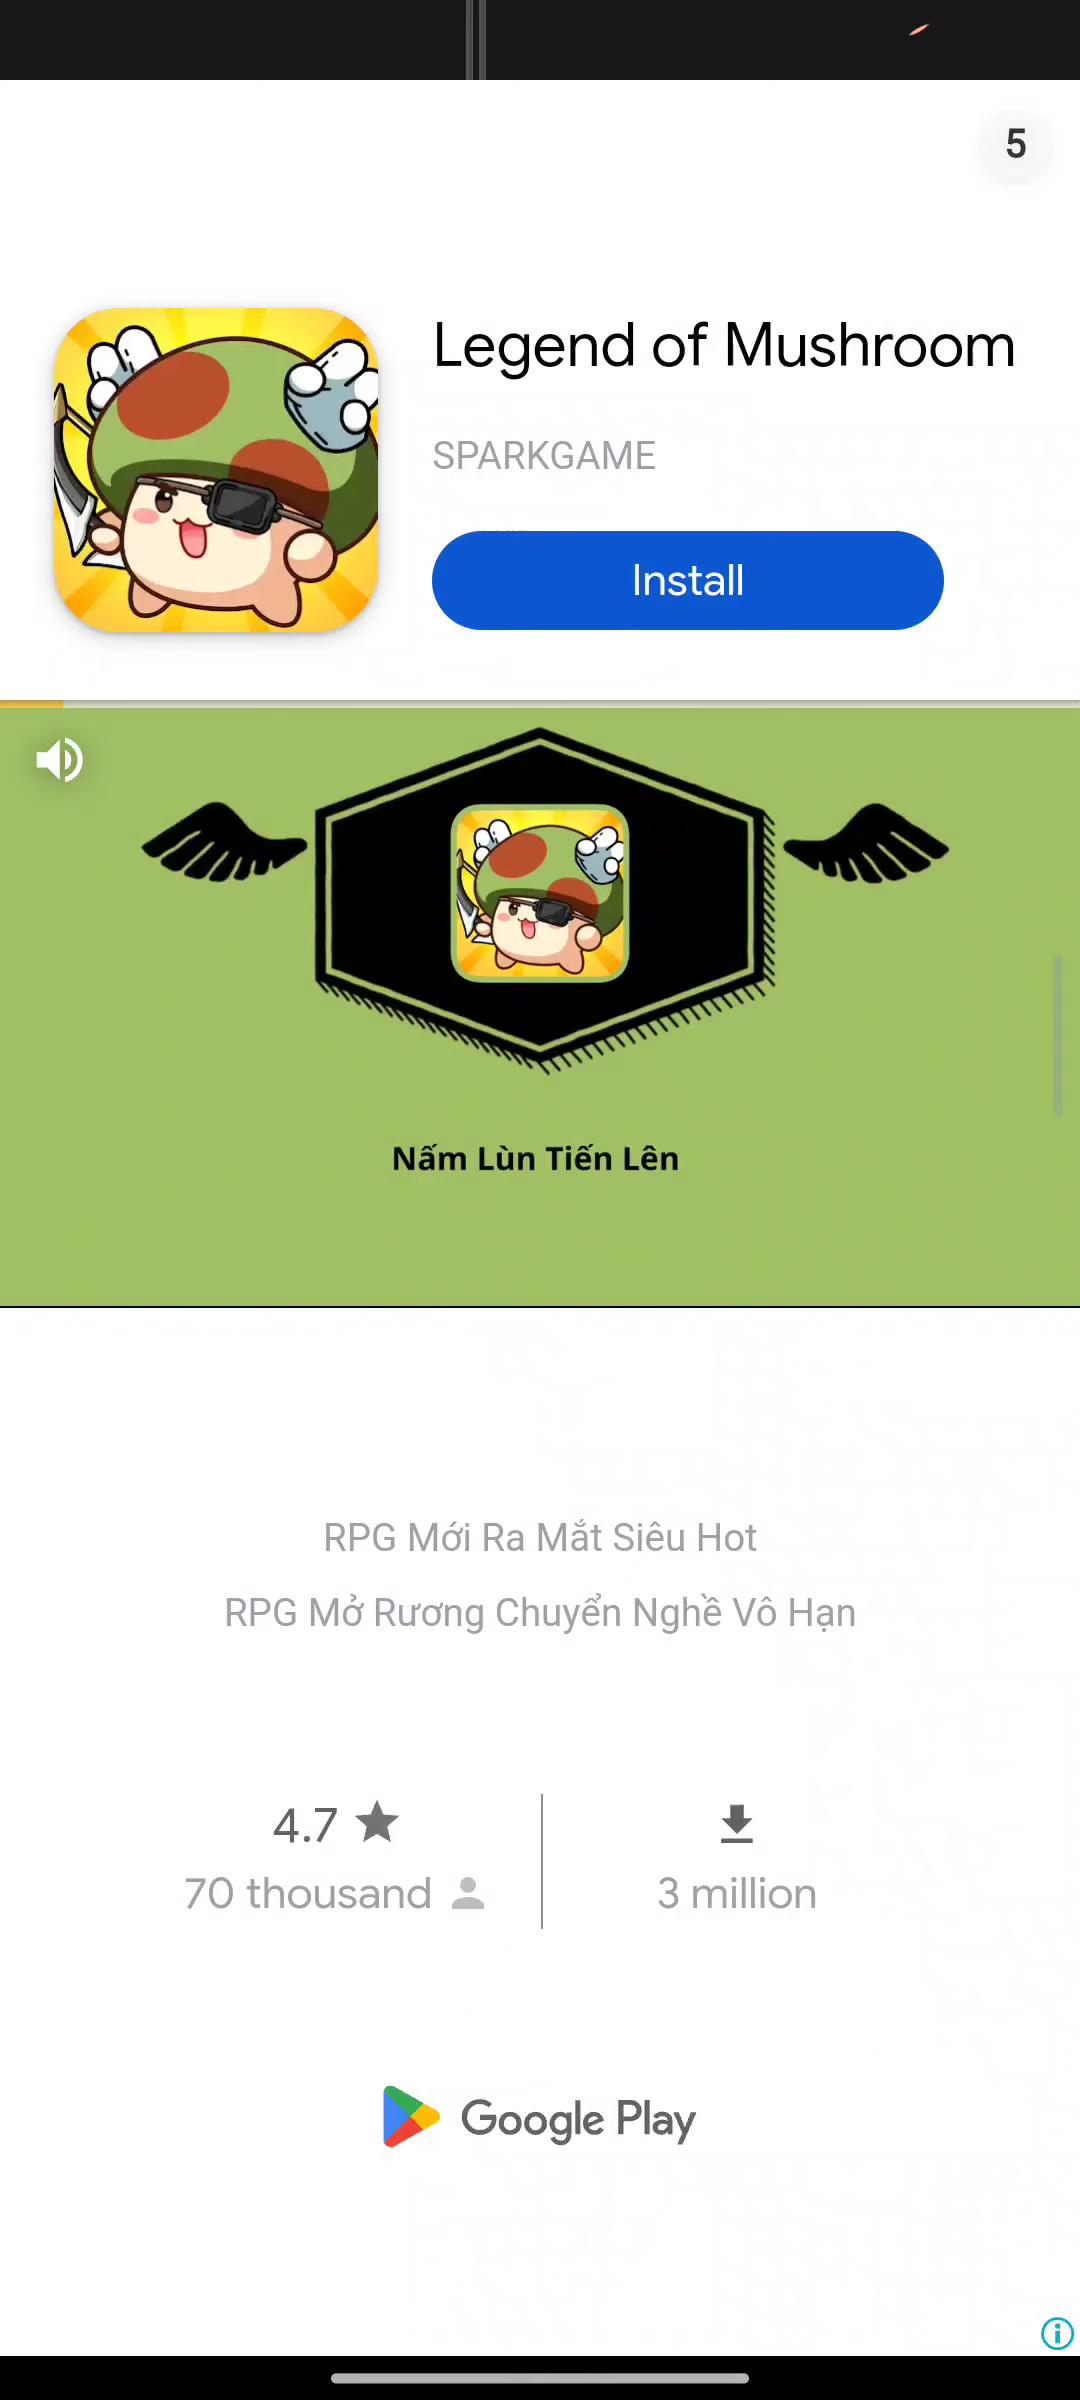 5
Legend of Mushroom
SPARKGAME
Install
Nấm Lùn Tiến Lên
RPG Mới Ra Mắt Siêu Hot
RPG Mở Rương Chuyển Nghề Vô Hạn
4.7
70 thousand
3 million
Google Play